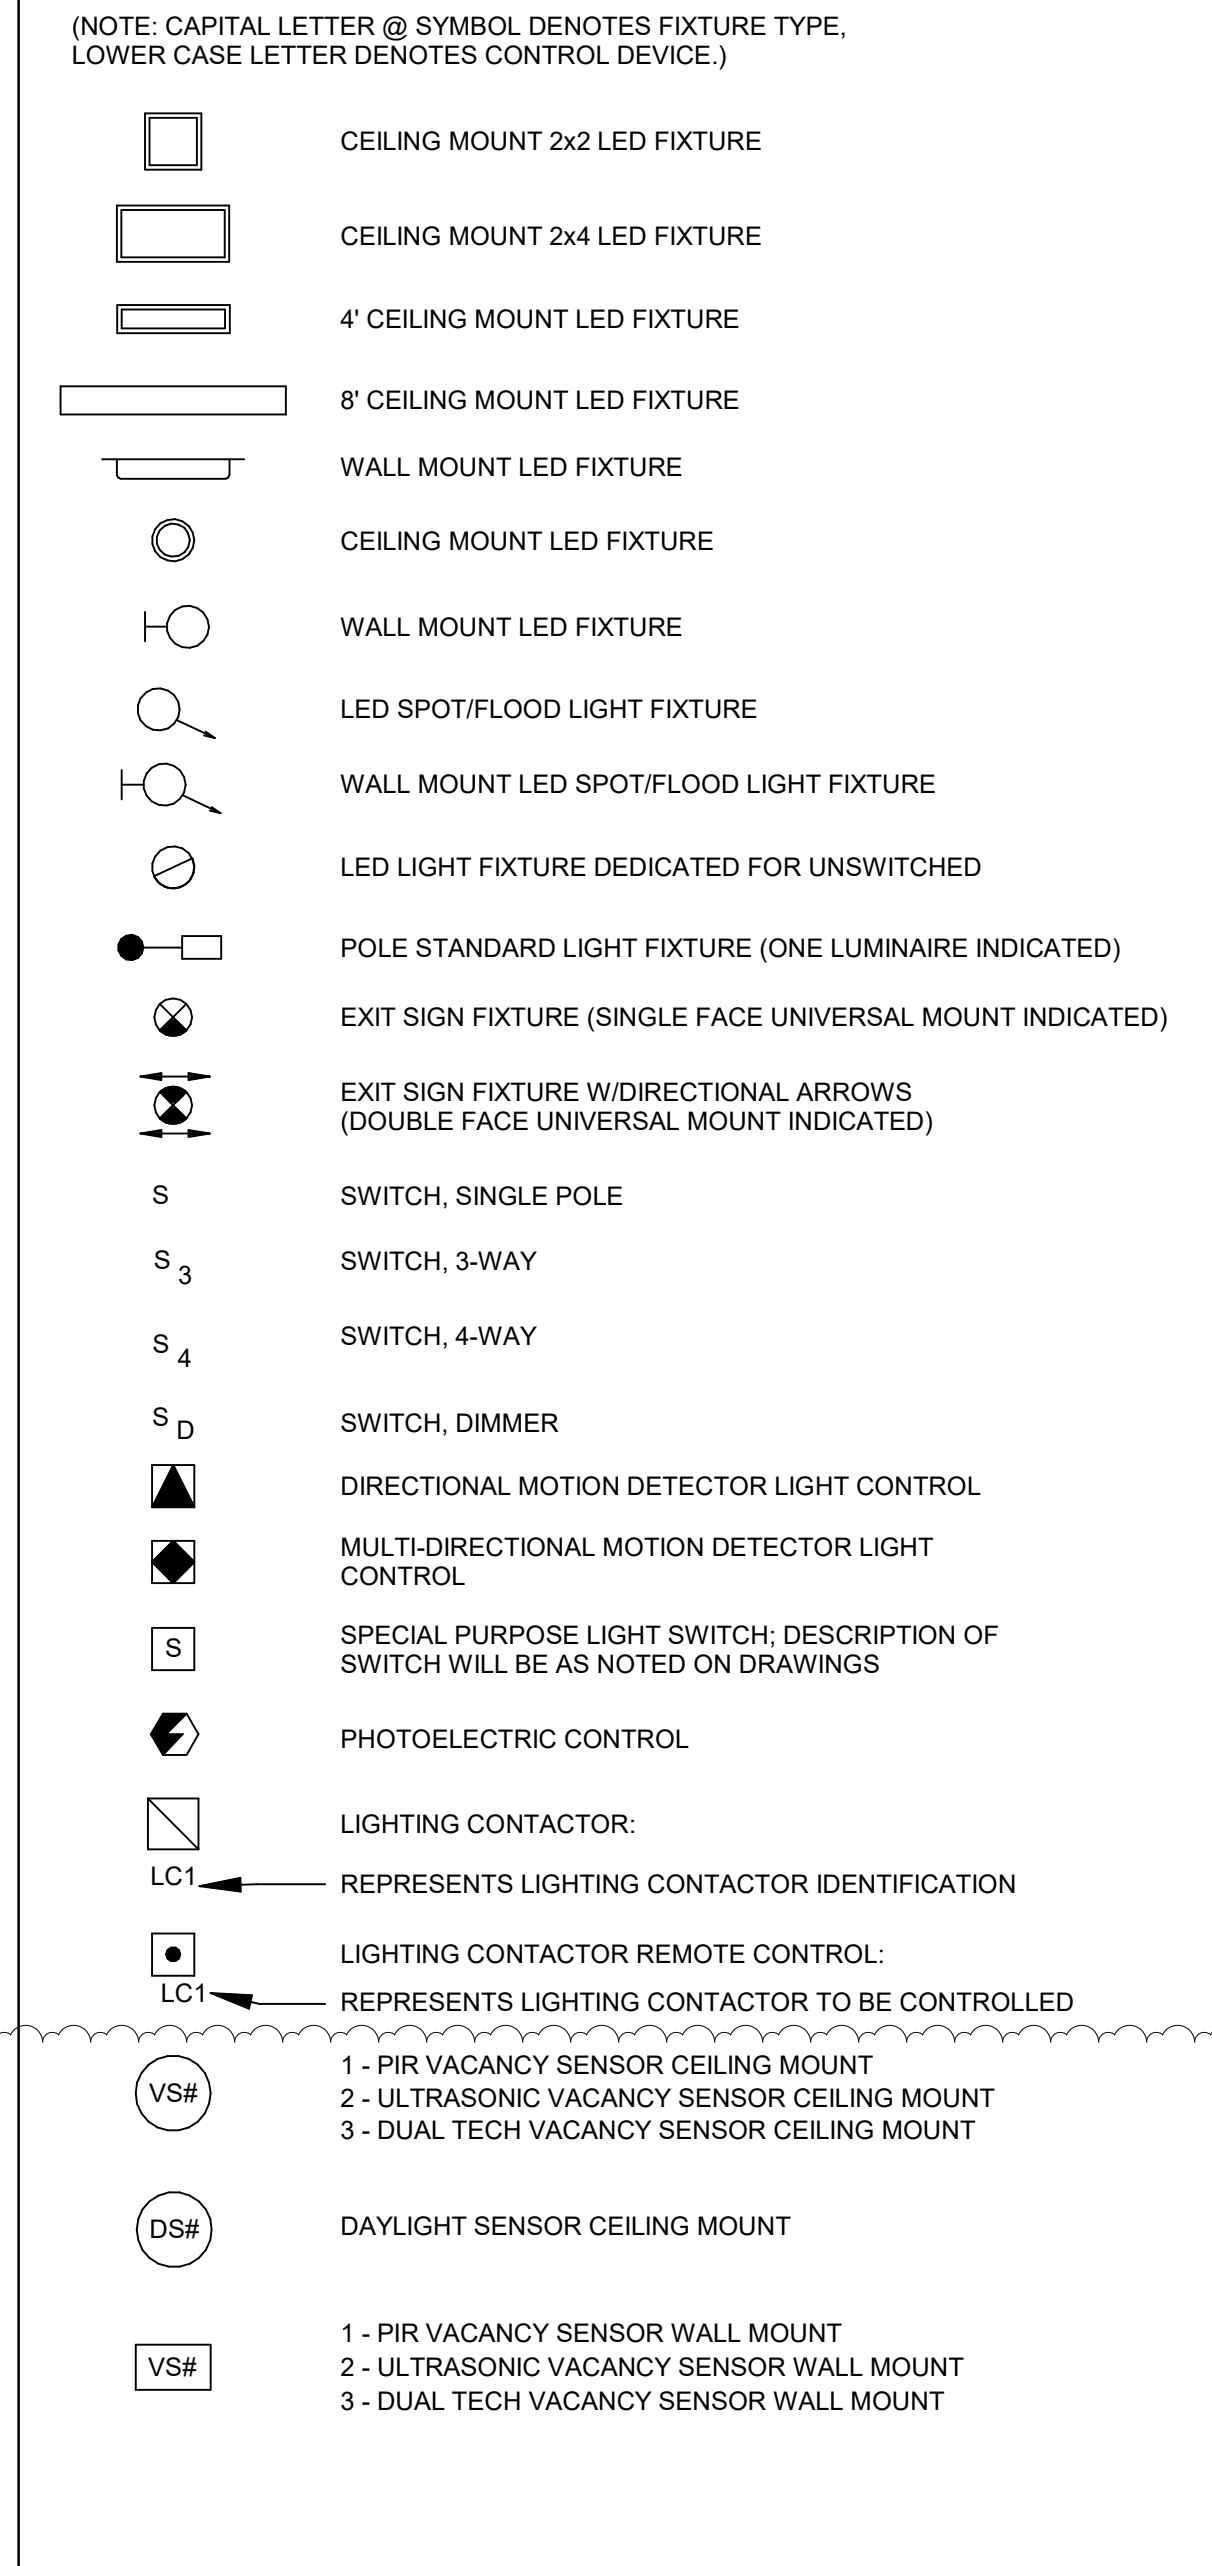 (NOTE: CAPITAL LETTER @ SYMBOL DENOTES FIXTURE TYPE,
LOWER CASE LETTER DENOTES CONTROL DEVICE.)
CEILING MOUNT 2x2 LED FIXTURE
CEILING MOUNT 2x4 LED FIXTURE
4' CEILING MOUNT LED FIXTURE
8' CEILING MOUNT LED FIXTURE
WALL MOUNT LED FIXTURE
CEILING MOUNT LED FIXTURE
WALL MOUNT LED FIXTURE
LED SPOT/FLOOD LIGHT FIXTURE
WALL MOUNT LED SPOT/FLOOD LIGHT FIXTURE
LED LIGHT FIXTURE DEDICATED FOR UNSWITCHED
POLE STANDARD LIGHT FIXTURE (ONE LUMINAIRE INDICATED)
EXIT SIGN FIXTURE (SINGLE FACE UNIVERSAL MOUNT INDICATED)
EXIT SIGN FIXTURE W/DIRECTIONAL ARROWS
(DOUBLE FACE UNIVERSAL MOUNT INDICATED)
S SWITCH, SINGLE POLE
S 3 SWITCH, 3-WAY
S 4 SWITCH, 4-WAY
S D SWITCH, DIMMER
DIRECTIONAL MOTION DETECTOR LIGHT CONTROL
MULTI-DIRECTIONAL MOTION DETECTOR LIGHT
CONTROL
S SPECIAL PURPOSE LIGHT SWITCH; DESCRIPTION OF
SWITCH WILL BE AS NOTED ON DRAWINGS
PHOTOELECTRIC CONTROL
LIGHTING CONTACTOR:
LC1 REPRESENTS LIGHTING CONTACTOR IDENTIFICATION
LIGHTING CONTACTOR REMOTE CONTROL:
LC1 REPRESENTS LIGHTING CONTACTOR TO BE CONTROLLED
1 - PIR VACANCY SENSOR CEILING MOUNT
VS# 2 - ULTRASONIC VACANCY SENSOR CEILING MOUNT
3 - DUAL TECH VACANCY SENSOR CEILING MOUNT
DS# DAYLIGHT SENSOR CEILING MOUNT
1 - PIR VACANCY SENSOR WALL MOUNT
VS# 2 - ULTRASONIC VACANCY SENSOR WALL MOUNT
3 - DUAL TECH VACANCY SENSOR WALL MOUNT